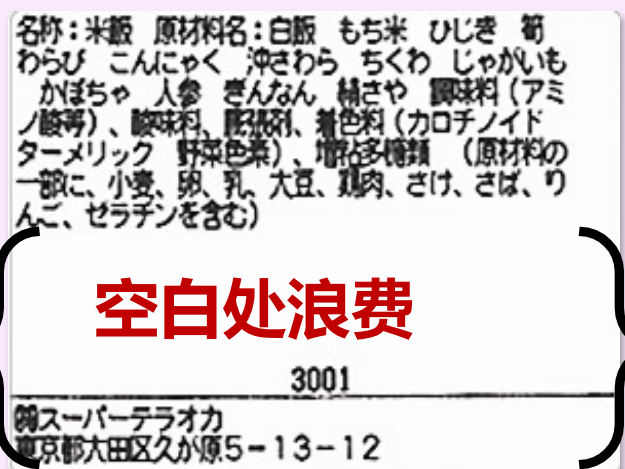 名称：米飯　原材料名：白飯　もち米　ひじき　筍
わらび　こんにゃく　沖さわら　ちくわ　じゃがいも
かぼちゃ　人参　ぎんなん　絹さや　調味料（アミ
ノ酸等）、酸味料、膨張剤、着色料（カロチノイド
ターメリック　野菜色素）、増粘多糖類　（原材料の
一部に、小麦、卵、乳、大豆、鶏肉、さけ、さば、り
んご、ゼラチンを含む）
空白处浪费
3001
㈱スーパーテラオカ
東京都大田区久が原5－13－12